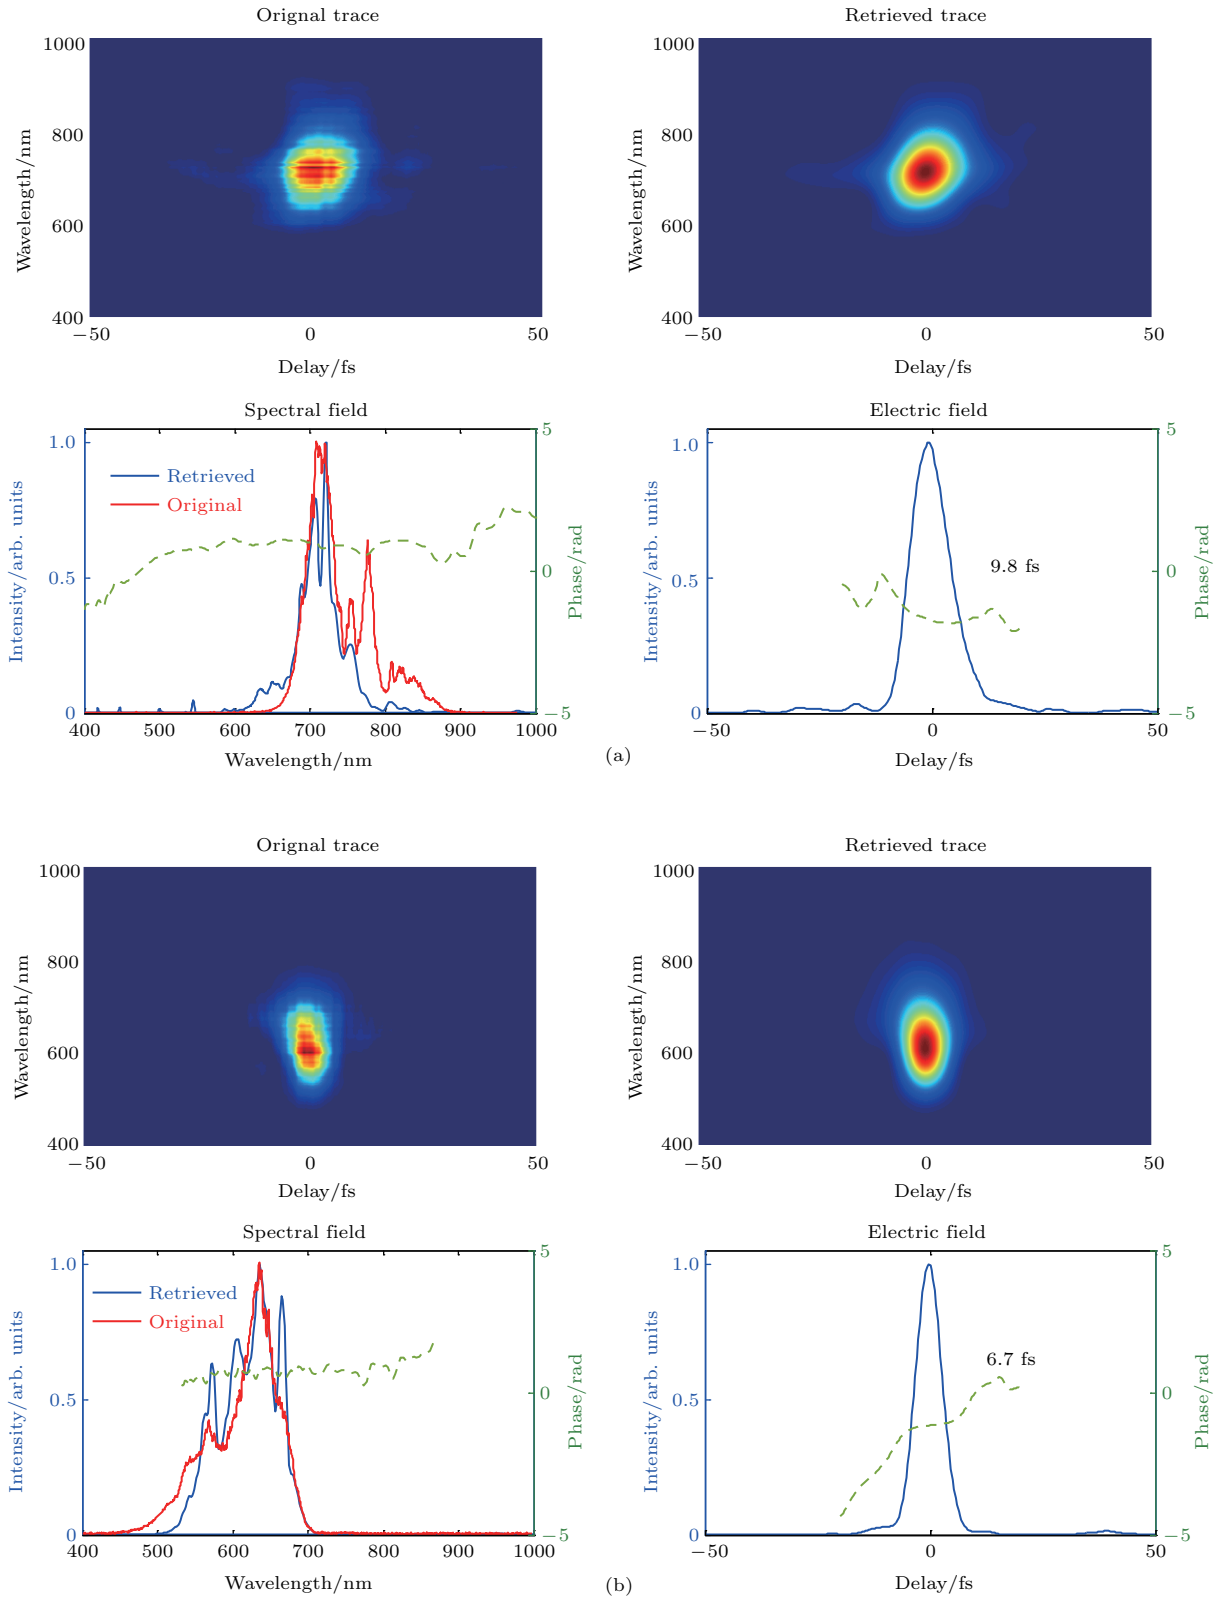 Orignal trace
Retrieved trace
Wavelength/nm
1000
800
600
400
−50
0
50
Delay/fs
Wavelength/nm
1000
800
600
400
−50
0
50
Delay/fs
Spectral field
Intensity/arb. units
1.0
0.5
0
Retrieved
Original
5
0
−5
400
500
600
700
800
900
1000
Wavelength/nm
Electric field
Intensity/arb. units
1.0
0.5
0
9.8 fs
5
0
−5
Phase/rad
−50
0
50
Delay/fs
(a)
Orignal trace
Retrieved trace
Wavelength/nm
1000
800
600
400
−50
0
50
Delay/fs
Wavelength/nm
1000
800
600
400
−50
0
50
Delay/fs
Spectral field
Intensity/arb. units
1.0
0.5
0
Retrieved
Original
5
0
−5
Phase/rad
400
500
600
700
800
900
1000
Wavelength/nm
Electric field
Intensity/arb. units
1.0
0.5
0
6.7 fs
5
0
−5
Phase/rad
−50
0
50
Delay/fs
(b)
Phase/rad